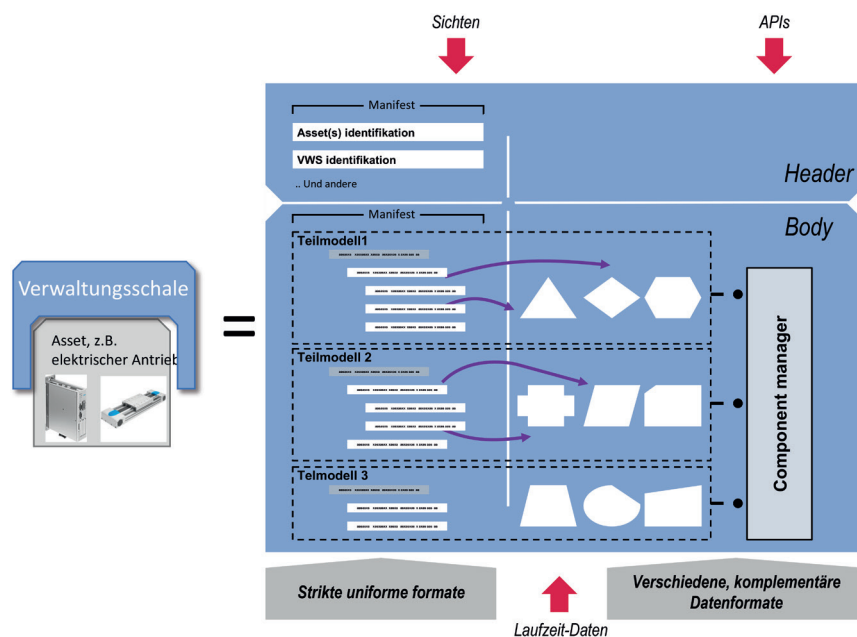 Sichten
APIs
Manifest
Asset(s) identifikation
VWS identifikation
.. Und andere
Header
Manifest
Body
Teilmodell1
Verwaltungsschale
=
Asset, z.B.
elektrischer Antrieb
Teilmodell 2
Component manager
Telmodell 3
Strikte uniforme formate
Verschiedene, komplementäre
Datenformate
Laufzeit-Daten